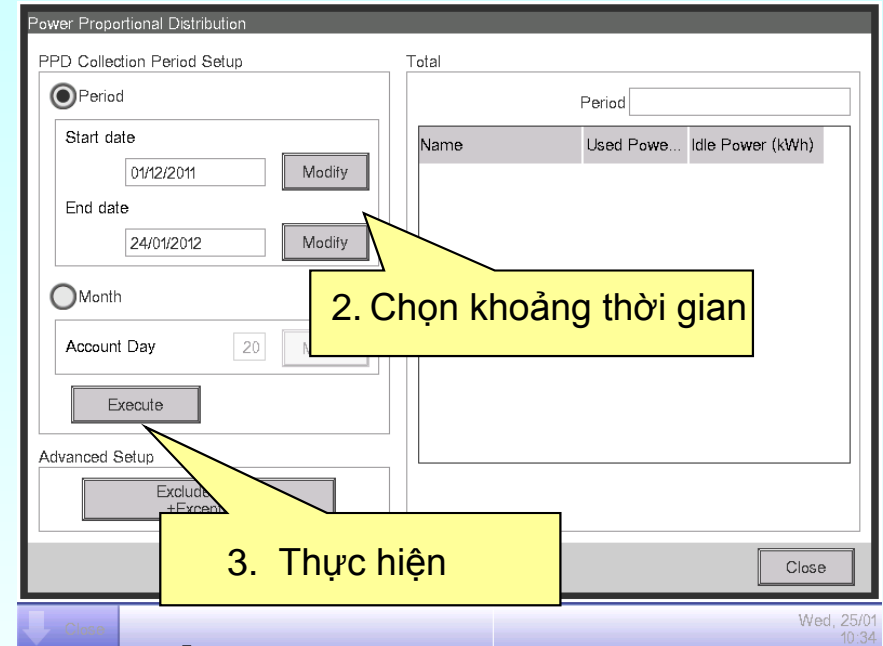 Power Proportional Distribution
PPD Collection Period Setup
Period
Start date
01/12/2011
Modify
End date
24/01/2012
Modify
Month
Account Day
20
Execute
Advanced Setup
Total
Period
Name
Used Powe...
Idle Power (kWh)
2. Chọn khoảng thời gian
3. Thực hiện
Close
Close
Wed, 25/01
10:34